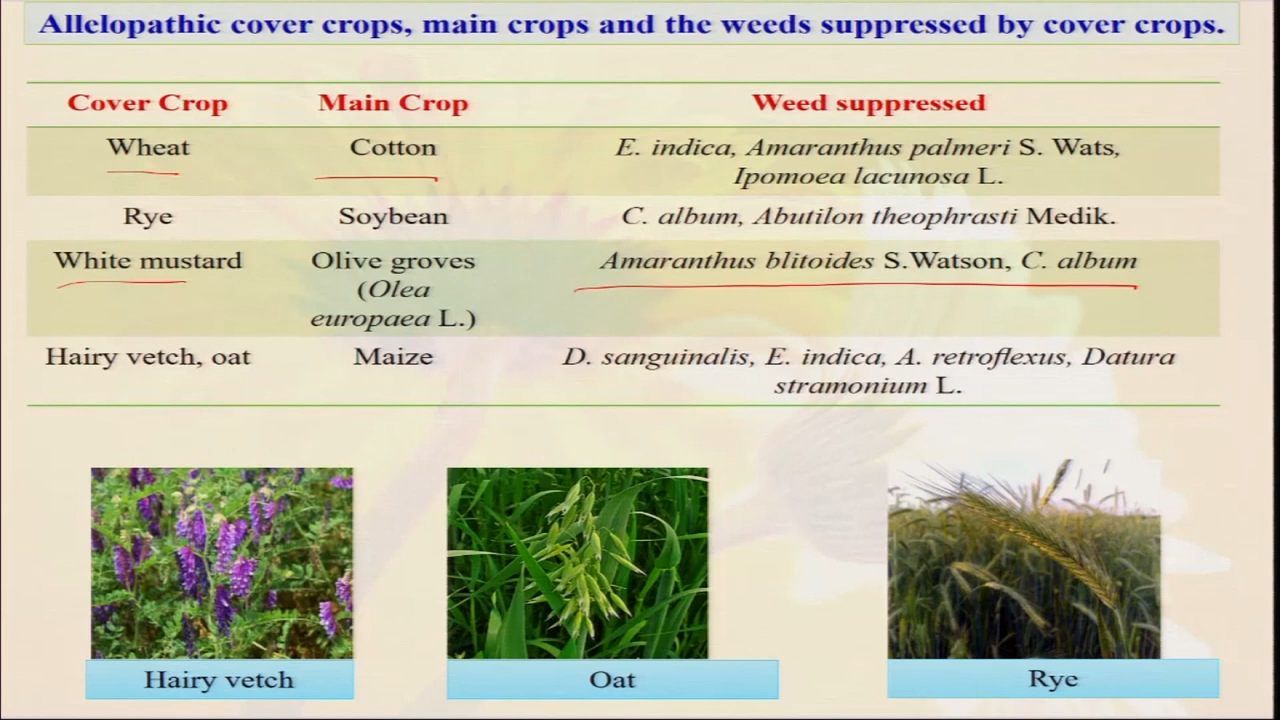 Allelopathic cover crops, main crops and the weeds suppressed by cover crops.
Cover Crop Main Crop Weed suppressed
Wheat Cotton E. indica, Amaranthus palmeri S. Wats,
Ipomoea lacunosa L.
Rye Soybean C. album, Abutilon theophrasti Medik.
White mustard Olive groves Amaranthus blitoides S.Watson, C. album
(Olea
europaea L.)
Hairy vetch, oat Maize D. sanguinalis, E. indica, A. retroflexus, Datura
stramonium L.
Hairy vetch Oat Rye